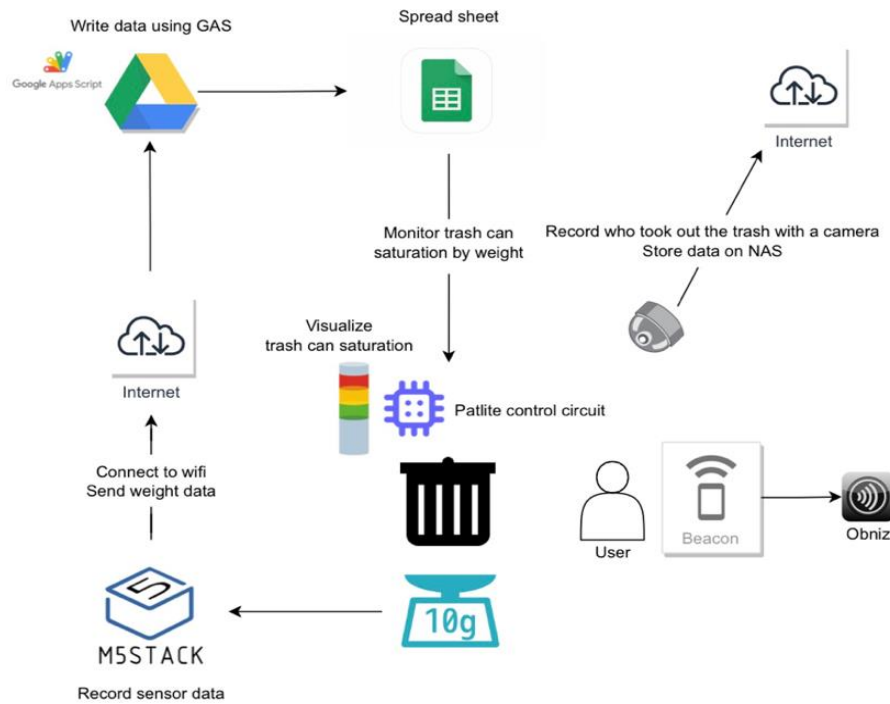 Write data using GAS
Google Apps Script
Spread sheet
Internet
Monitor trash can
saturation by weight
Record who took out the trash with a camera
Store data on NAS
Visualize
trash can saturation
Internet
Patlite control circuit
Connect to wifi
Send weight data
User
Beacon
Obniz
5
M5STACK
10g
Record sensor data